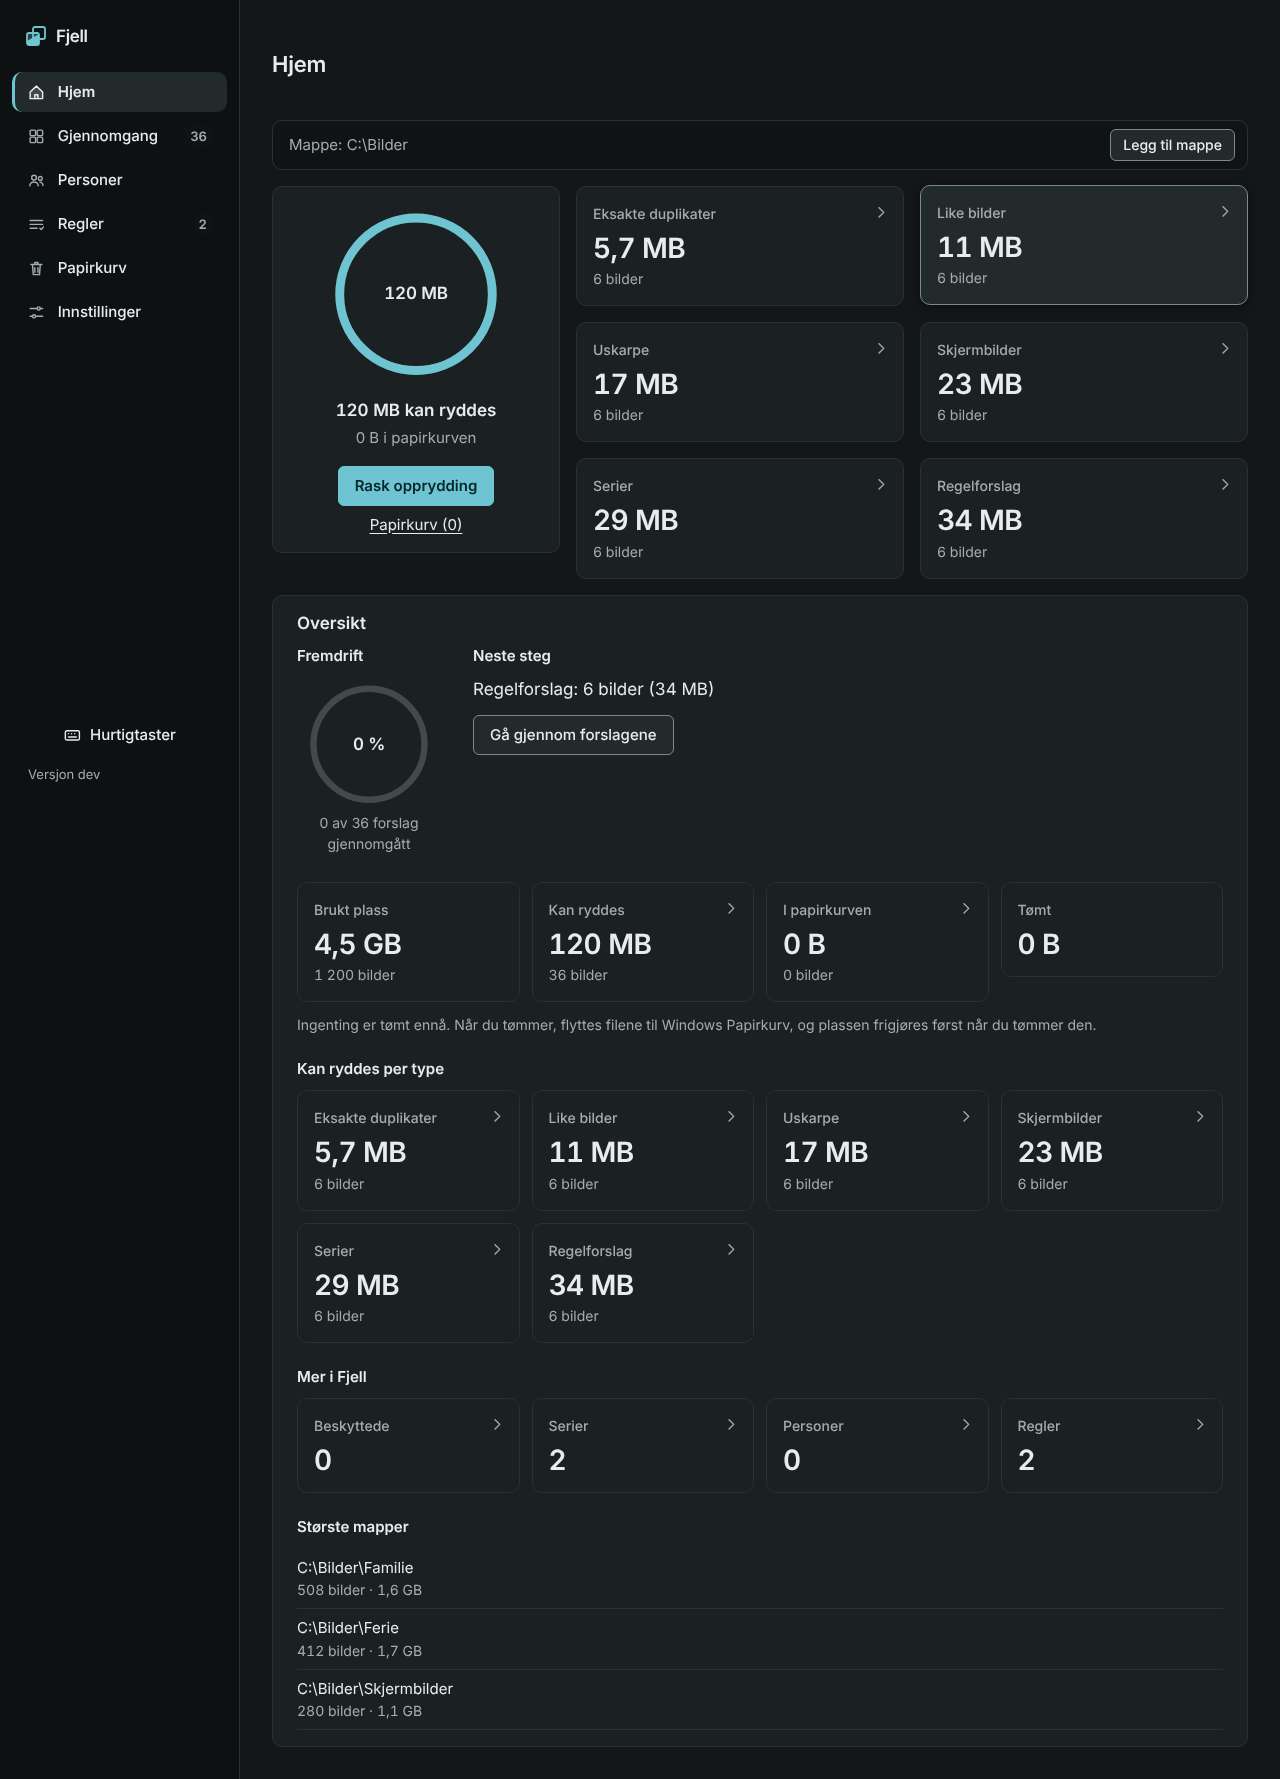 Fjell
Hjem
Gjennomgang 36
Personer
Regler 2
Papirkurv
Innstillinger
Hurtigtaster
Versjon dev
Hjem
Mappe: C:\Bilder
Legg til mappe
120 MB
120 MB kan ryddes
0 B i papirkurven
Rask opprydding
Papirkurv (0)
Eksakte duplikater
5,7 MB
6 bilder
Like bilder
11 MB
6 bilder
Uskarpe
17 MB
6 bilder
Skjermbilder
23 MB
6 bilder
Serier
29 MB
6 bilder
Regelforslag
34 MB
6 bilder
Oversikt
Fremdrift
0 %
0 av 36 forslag
gjennomgått
Neste steg
Regelforslag: 6 bilder (34 MB)
Gå gjennom forslagene
Brukt plass
4,5 GB
1 200 bilder
Kan ryddes
120 MB
36 bilder
I papirkurven
0 B
0 bilder
Tømt
0 B
Ingenting er tømt ennå. Når du tømmer, flyttes filene til Windows Papirkurv, og plassen frigjøres først når du tømmer den.
Kan ryddes per type
Eksakte duplikater
5,7 MB
6 bilder
Like bilder
11 MB
6 bilder
Uskarpe
17 MB
6 bilder
Skjermbilder
23 MB
6 bilder
Serier
29 MB
6 bilder
Regelforslag
34 MB
6 bilder
Mer i Fjell
Beskyttede
0
Serier
2
Personer
0
Regler
2
Største mapper
C:\Bilder\Familie
508 bilder · 1,6 GB
C:\Bilder\Ferie
412 bilder · 1,7 GB
C:\Bilder\Skjermbilder
280 bilder · 1,1 GB